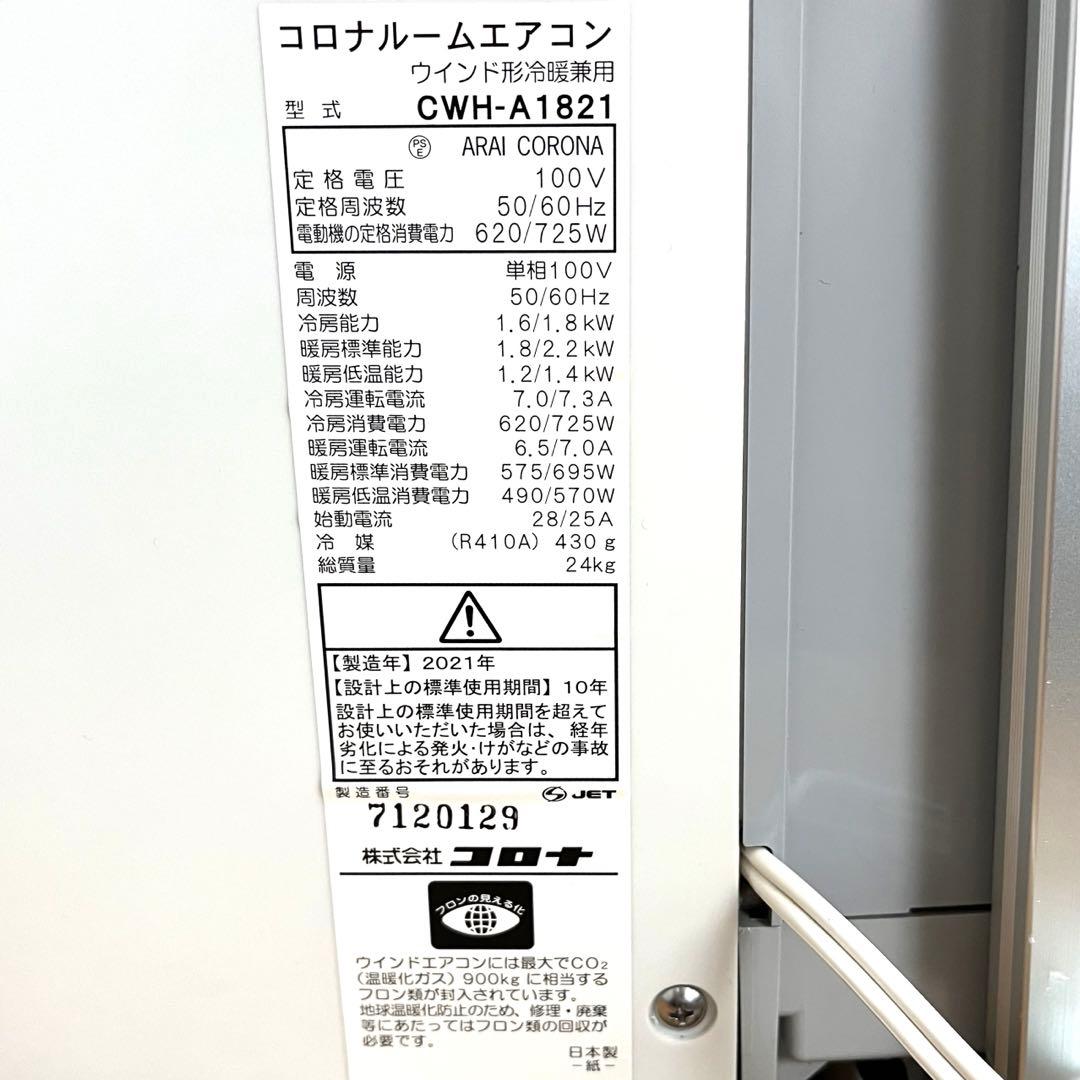 コロナルームエアコン
ウインド形冷暖兼用
型式 CWH-A1821
PSE ARAI CORONA
定格電圧 100V
定格周波数 50/60Hz
電動機の定格消費電力 620/725W
電源 単相100V
周波数 50/60Hz
冷房能力 1.6/1.8kW
暖房標準能力 1.8/2.2kW
暖房低温能力 1.2/1.4kW
冷房運転電流 7.0/7.3A
冷房消費電力 620/725W
暖房運転電流 6.5/7.0A
暖房標準消費電力 575/695W
暖房低温消費電力 490/570W
始動電流 28/25A
冷媒 (R410A) 430g
総質量 24kg
【製造年】2021年
【設計上の標準使用期間】10年
設計上の標準使用期間を超えて
お使いいただいた場合は、経年
劣化による発火・けがなどの事故
に至るおそれがあります。
製造番号 JET
7120129
株式会社 コロナ
フロンの見える化
ウインドエアコンには最大でCO₂
(温暖化ガス)900kgに相当する
フロン類が封入されています。
地球温暖化防止のため、修理・廃棄
等にあたってはフロン類の回収が
必要です。
日本製
-紙-